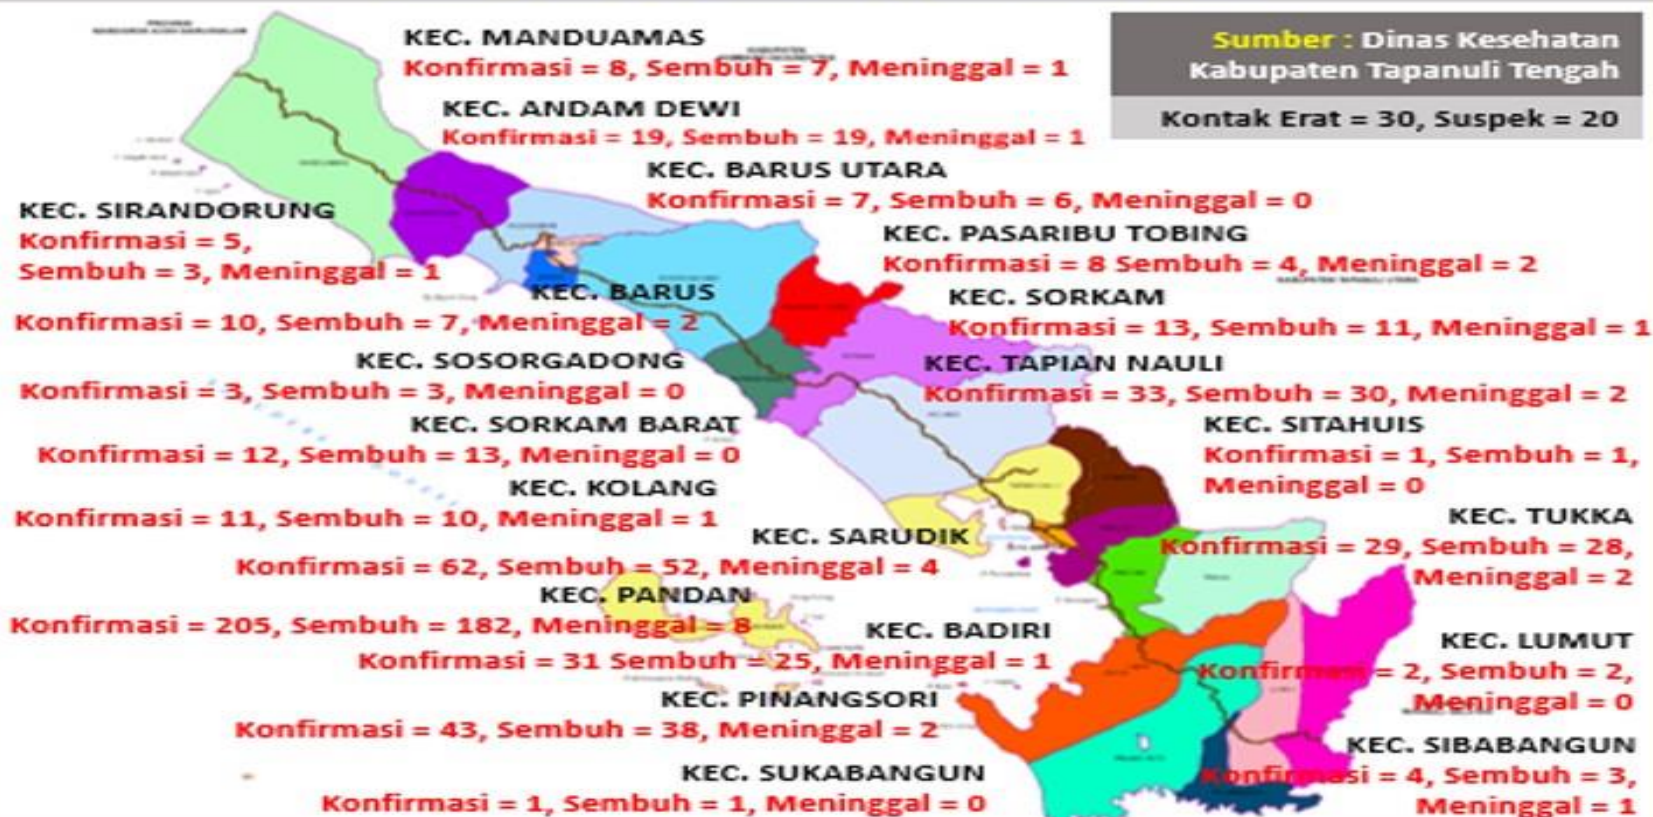 Sumber : Dinas Kesehatan
Kabupaten Tapanuli Tengah
Kontak Erat = 30, Suspek = 20
KEC. MANDUAMAS
Konfirmasi = 8, Sembuh = 7, Meninggal = 1
KEC. ANDAM DEWI
Konfirmasi = 19, Sembuh = 19, Meninggal = 1
KEC. BARUS UTARA
Konfirmasi = 7, Sembuh = 6, Meninggal = 0
KEC. SIRANDORUNG
Konfirmasi = 5,
Sembuh = 3, Meninggal = 1
KEC. PASARIBU TOBING
Konfirmasi = 8 Sembuh = 4, Meninggal = 2
KEC. BARUS
Konfirmasi = 10, Sembuh = 7, Meninggal = 2
KEC. SORKAM
Konfirmasi = 13, Sembuh = 11, Meninggal = 1
KEC. SOSORGADONG
Konfirmasi = 3, Sembuh = 3, Meninggal = 0
KEC. TAPIAN NAULI
Konfirmasi = 33, Sembuh = 30, Meninggal = 2
KEC. SORKAM BARAT
Konfirmasi = 12, Sembuh = 13, Meninggal = 0
KEC. SITAHUIS
Konfirmasi = 1, Sembuh = 1,
Meninggal = 0
KEC. KOLANG
Konfirmasi = 11, Sembuh = 10, Meninggal = 1
KEC. TUKKA
Konfirmasi = 29, Sembuh = 28,
Meninggal = 2
KEC. SARUDIK
Konfirmasi = 62, Sembuh = 52, Meninggal = 4
KEC. PANDAN
Konfirmasi = 205, Sembuh = 182, Meninggal = 8
KEC. BADIRI
Konfirmasi = 31 Sembuh = 25, Meninggal = 1
KEC. LUMUT
Konfirmasi = 2, Sembuh = 2,
Meninggal = 0
KEC. PINANGSORI
Konfirmasi = 43, Sembuh = 38, Meninggal = 2
KEC. SIBABANGUN
Konfirmasi = 4, Sembuh = 3,
Meninggal = 1
KEC. SUKABANGUN
Konfirmasi = 1, Sembuh = 1, Meninggal = 0